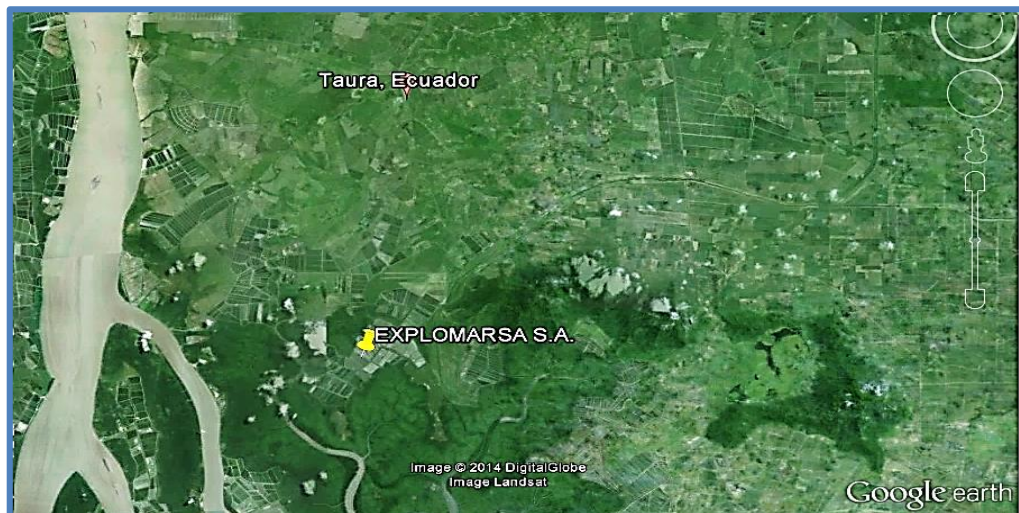 Taura, Ecuador
EXPLOMARSA S.A.
Image © 2014 DigitalGlobe
Image Landsat
Google earth